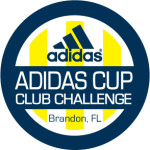 adidas
ADIDAS CUP
CLUB CHALLENGE
Brandon, FL